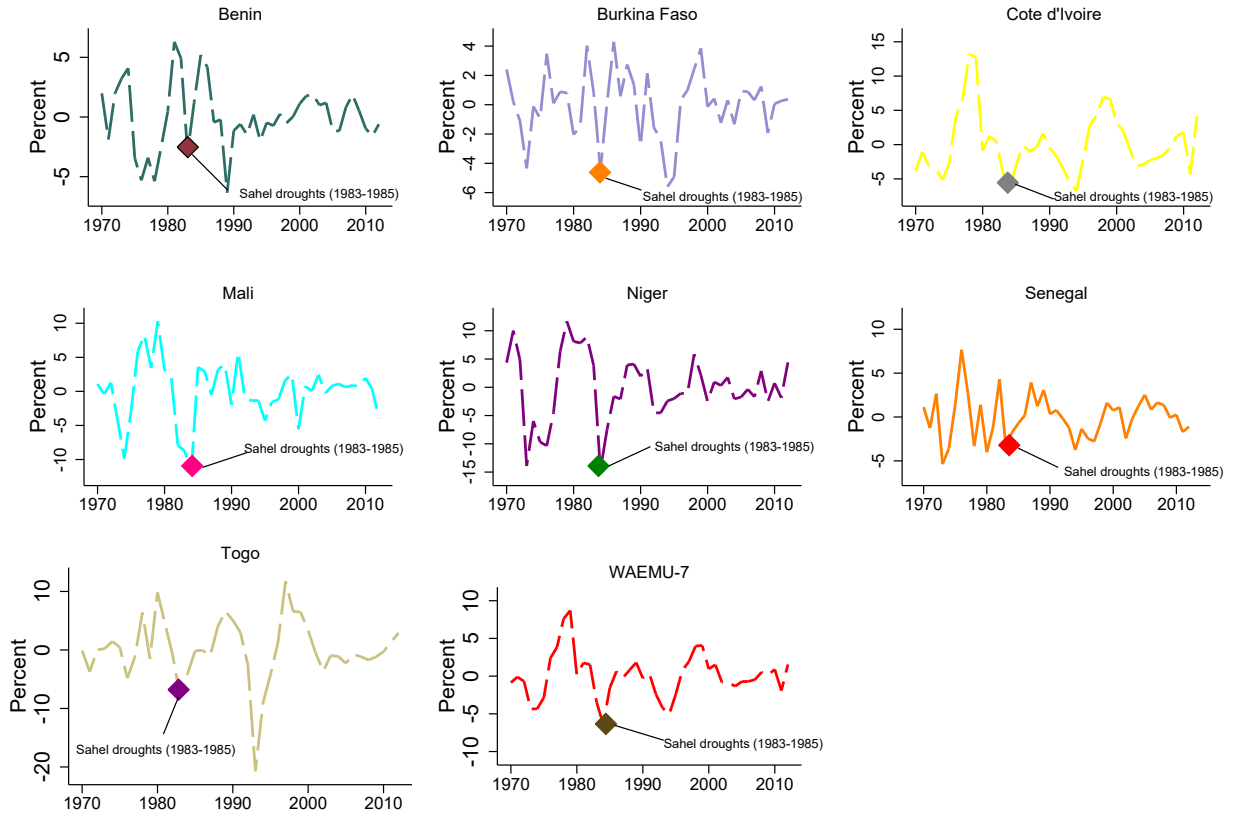 Benin
Percent
5
0
-5
Sahel droughts (1983-1985)
1970 1980 1990 2000 2010
Burkina Faso
4
2
0
-2
-4
-6
Sahel droughts (1983-1985)
1970 1980 1990 2000 2010
Cote d'Ivoire
Percent
15
10
5
0
-5
Sahel droughts (1983-1985)
1970 1980 1990 2000 2010
Mali
Percent
10
5
0
-5
-10
Sahel droughts (1983-1985)
1970 1980 1990 2000 2010
Niger
Percent
10
5
0
-5
-10
-15
Sahel droughts (1983-1985)
1970 1980 1990 2000 2010
Senegal
Percent
10
5
0
-5
Sahel droughts (1983-1985)
1970 1980 1990 2000 2010
Togo
Percent
10
0
-10
-20
Sahel droughts (1983-1985)
1970 1980 1990 2000 2010
WAEMU-7
Percent
10
5
0
-5
-10
Sahel droughts (1983-1985)
1970 1980 1990 2000 2010
Percent